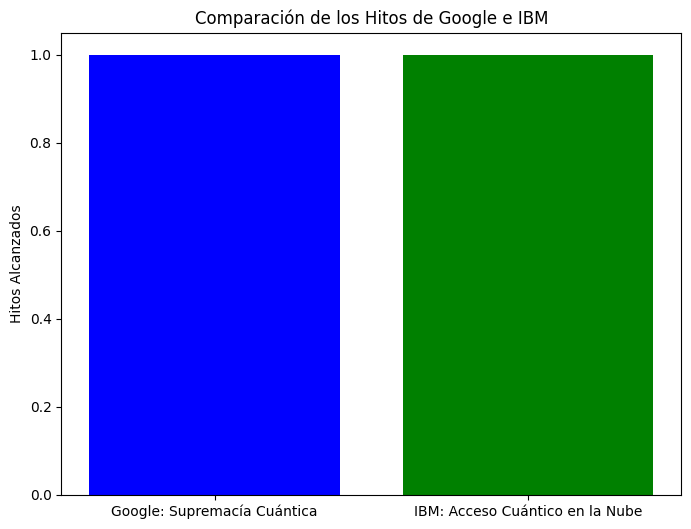 Comparación de los Hitos de Google e IBM
Hitos Alcanzados
1.0
0.8
0.6
0.4
0.2
0.0
Google: Supremacía Cuántica
IBM: Acceso Cuántico en la Nube